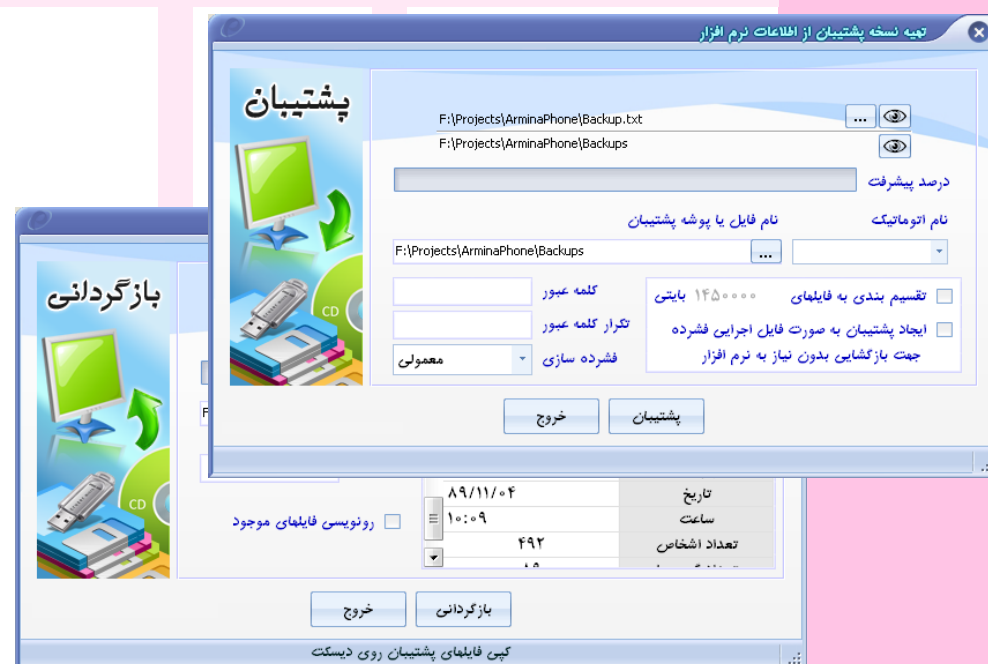 تهیه نسخه پشتیبان از اطلاعات نرم افزار
پشتیبان
F:\Projects\ArminaPhone\Backup.txt
...
F:\Projects\ArminaPhone\Backups
درصد پیشرفت
نام اتوماتیک
نام فایل یا پوشه پشتیبان
F:\Projects\ArminaPhone\Backups
...
تقسیم بندی به فایلهای ۱۴۵۰۰۰۰ بایتی
کلمه عبور
ایجاد پشتیبان به صورت فایل اجرایی فشرده
تکرار کلمه عبور
جهت بازگشایی بدون نیاز به نرم افزار
فشرده سازی
معمولی
CD
پشتیبان
خروج
بازگردانی
F
CD
تاریخ
۸۹/۱۱/۰۴
ساعت
۱۰:۰۹
تعداد اشخاص
۴۹۲
رونویسی فایلهای موجود
بازگردانی
خروج
کپی فایلهای پشتیبان روی دیسکت